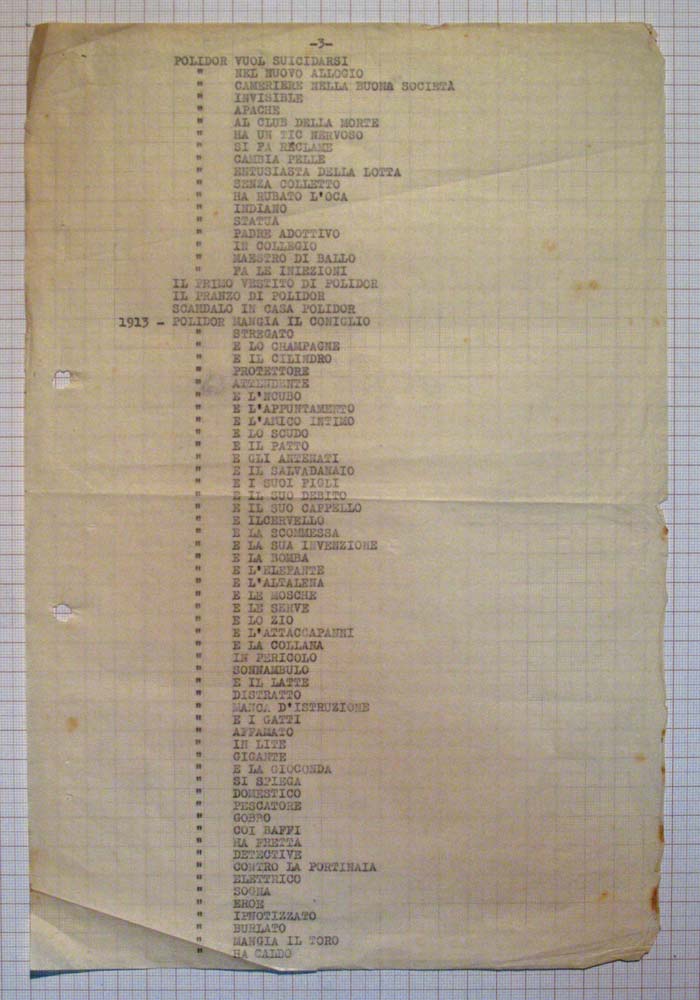 -3-
POLIDOR VUOL SUICIDARSI
" NEL NUOVO ALLOGIO
" CAMERIERE NELLA BUONA SOCIETÀ
" INVISIBLE
" APACHE
" AL CLUB DELLA MORTE
" HA UN TIC NERVOSO
" SI FA RÉCLAME
" CAMBIA PELLE
" ENTUSIASTA DELLA LOTTA
" SENZA COLLETTO
" HA RUBATO L'OCA
" INDIANO
" STATUA
" PADRE ADOTTIVO
" IN COLLEGIO
" MAESTRO DI BALLO
" FA LE INIEZIONI
IL PRIMO VESTITO DI POLIDOR
IL PRANZO DI POLIDOR
SCANDALO IN CASA POLIDOR
1913 - POLIDOR MANGIA IL CONIGLIO
" STREGATO
" E LO CHAMPAGNE
" E IL CILINDRO
" PROTETTORE
" ATTENDENTE
" E L'NCUBO
" E L'APPUNTAMENTO
" E L'AMICO INTIMO
" E LO SCUDO
" E IL PATTO
" E GLI ANTENATI
" E IL SALVADANAIO
" E I SUOI FIGLI
" E IL SUO DEBITO
" E IL SUO CAPPELLO
" E ILCERVELLO
" E LA SCOMMESSA
" E LA SUA INVENZIONE
" E LA BOMBA
" E L'ELEFANTE
" E L'ALTALENA
" E LE MOSCHE
" E LE SERVE
" E LO ZIO
" E L'ATTACCAPANNI
" E LA COLLANA
" IN PERICOLO
" SONNAMBULO
" E IL LATTE
" DISTRATTO
" MANCA D'ISTRUZIONE
" E I GATTI
" AFFAMATO
" IN LITE
" GIGANTE
" E LA GIOCONDA
" SI SPIEGA
" DOMESTICO
" PESCATORE
" GOBRO
" COI BAFFI
" HA FRETTA
" DETECTIVE
" CONTRO LA PORTINAIA
" ELETTRICO
" SOGNA
" EROE
" IPNOTIZZATO
" BURLATO
" MANGIA IL TORO
" HA CALDO